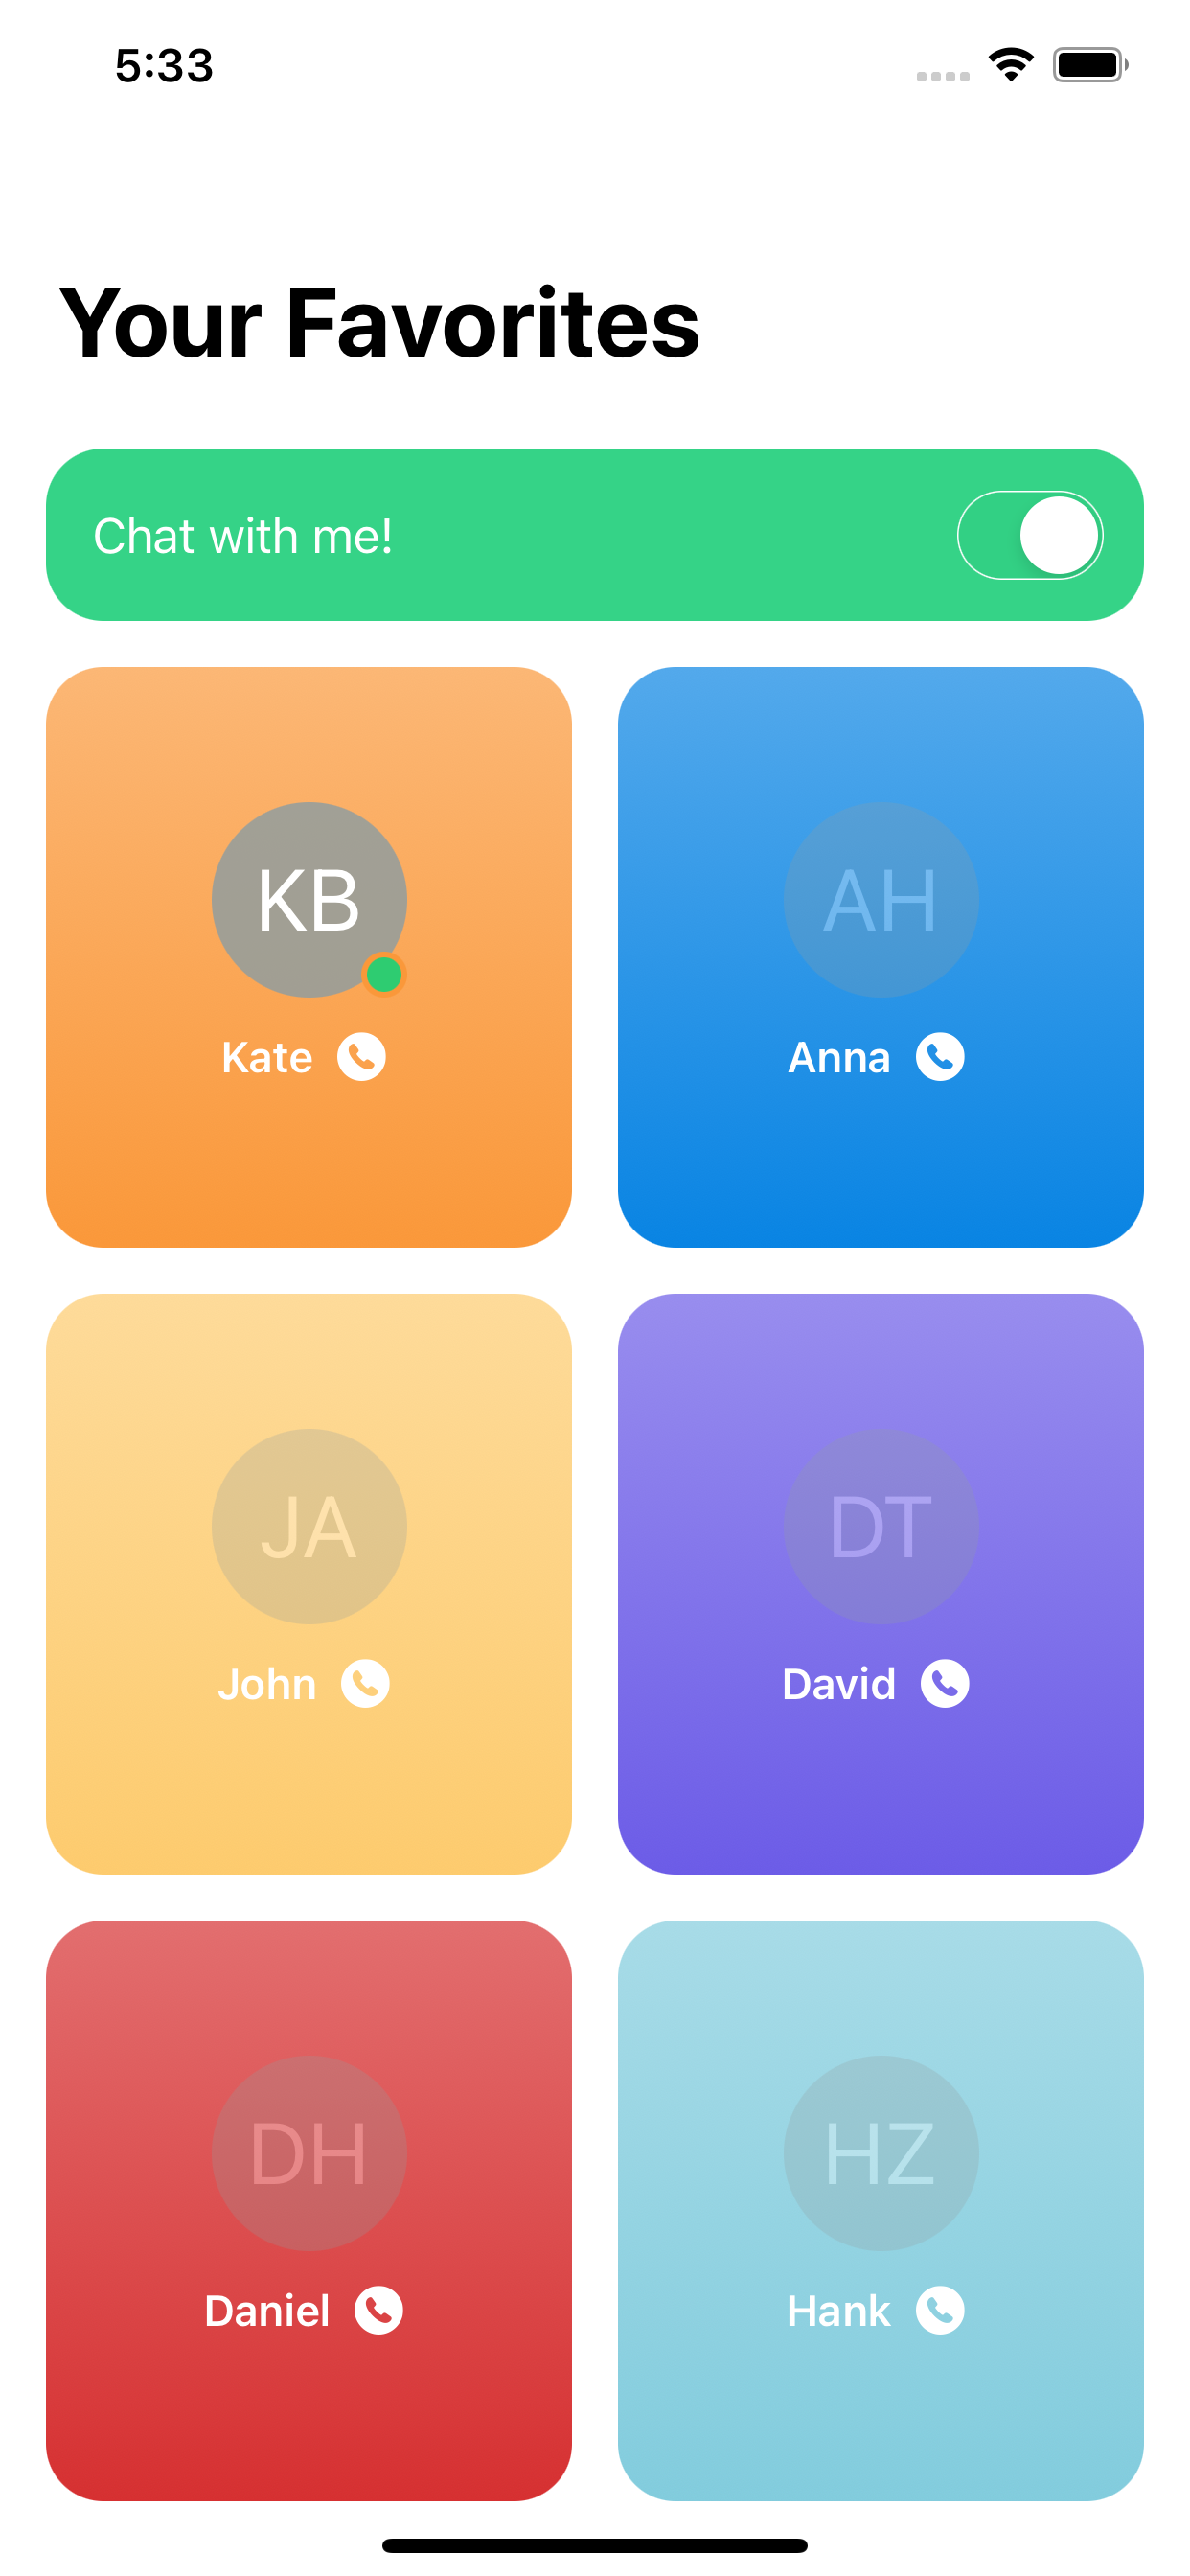 5:33
Your Favorites
Chat with me!
KB
Kate
AH
Anna
JA
John
DT
David
DH
Daniel
HZ
Hank